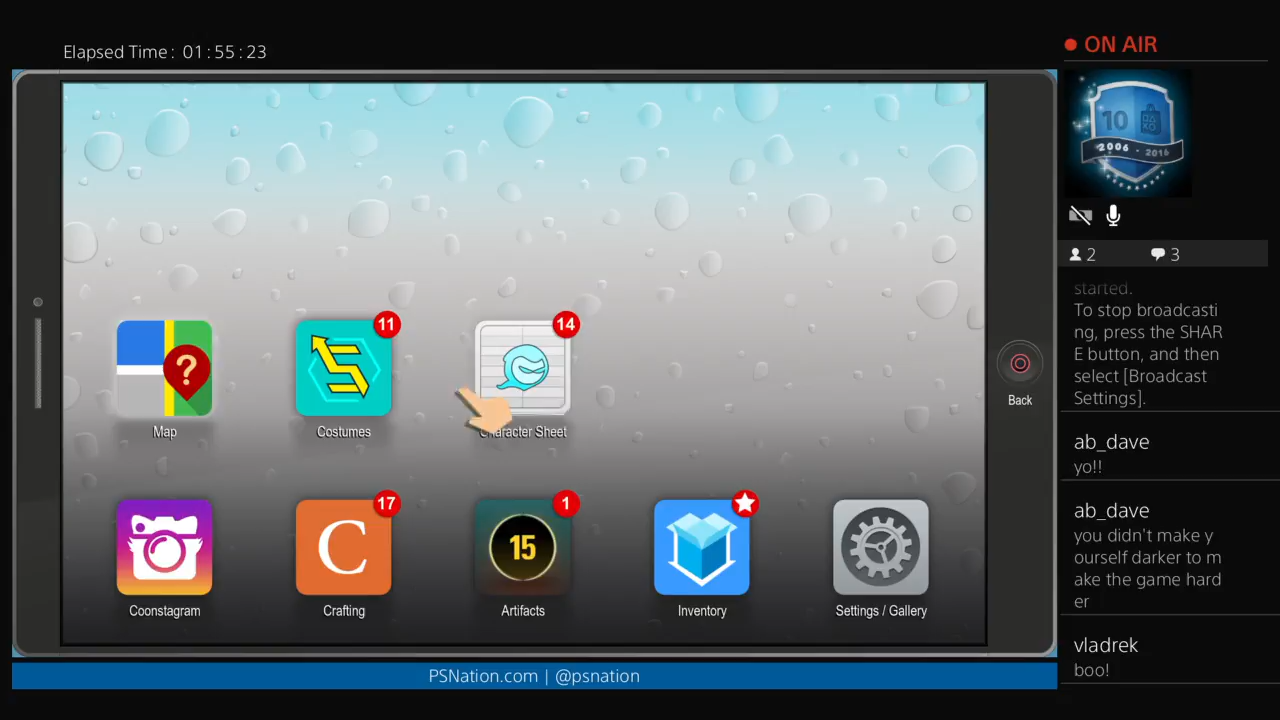 Elapsed Time: 01:55:23
ON AIR
10
2006 - 2016
2
3
started.
To stop broadcasti
ng, press the SHAR
E button, and then
select [Broadcast
Settings].
ab_dave
yo!!
ab_dave
you didn't make y
ourself darker to m
ake the game hard
er
vladrek
boo!
?
11
14
Map
Costumes
Character Sheet
Back
C
17
15
1
Coonstagram
Crafting
Artifacts
Inventory
Settings / Gallery
PSNation.com | @psnation